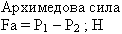 Архимедова сила
Fa = P₁ – P₂ ; Н